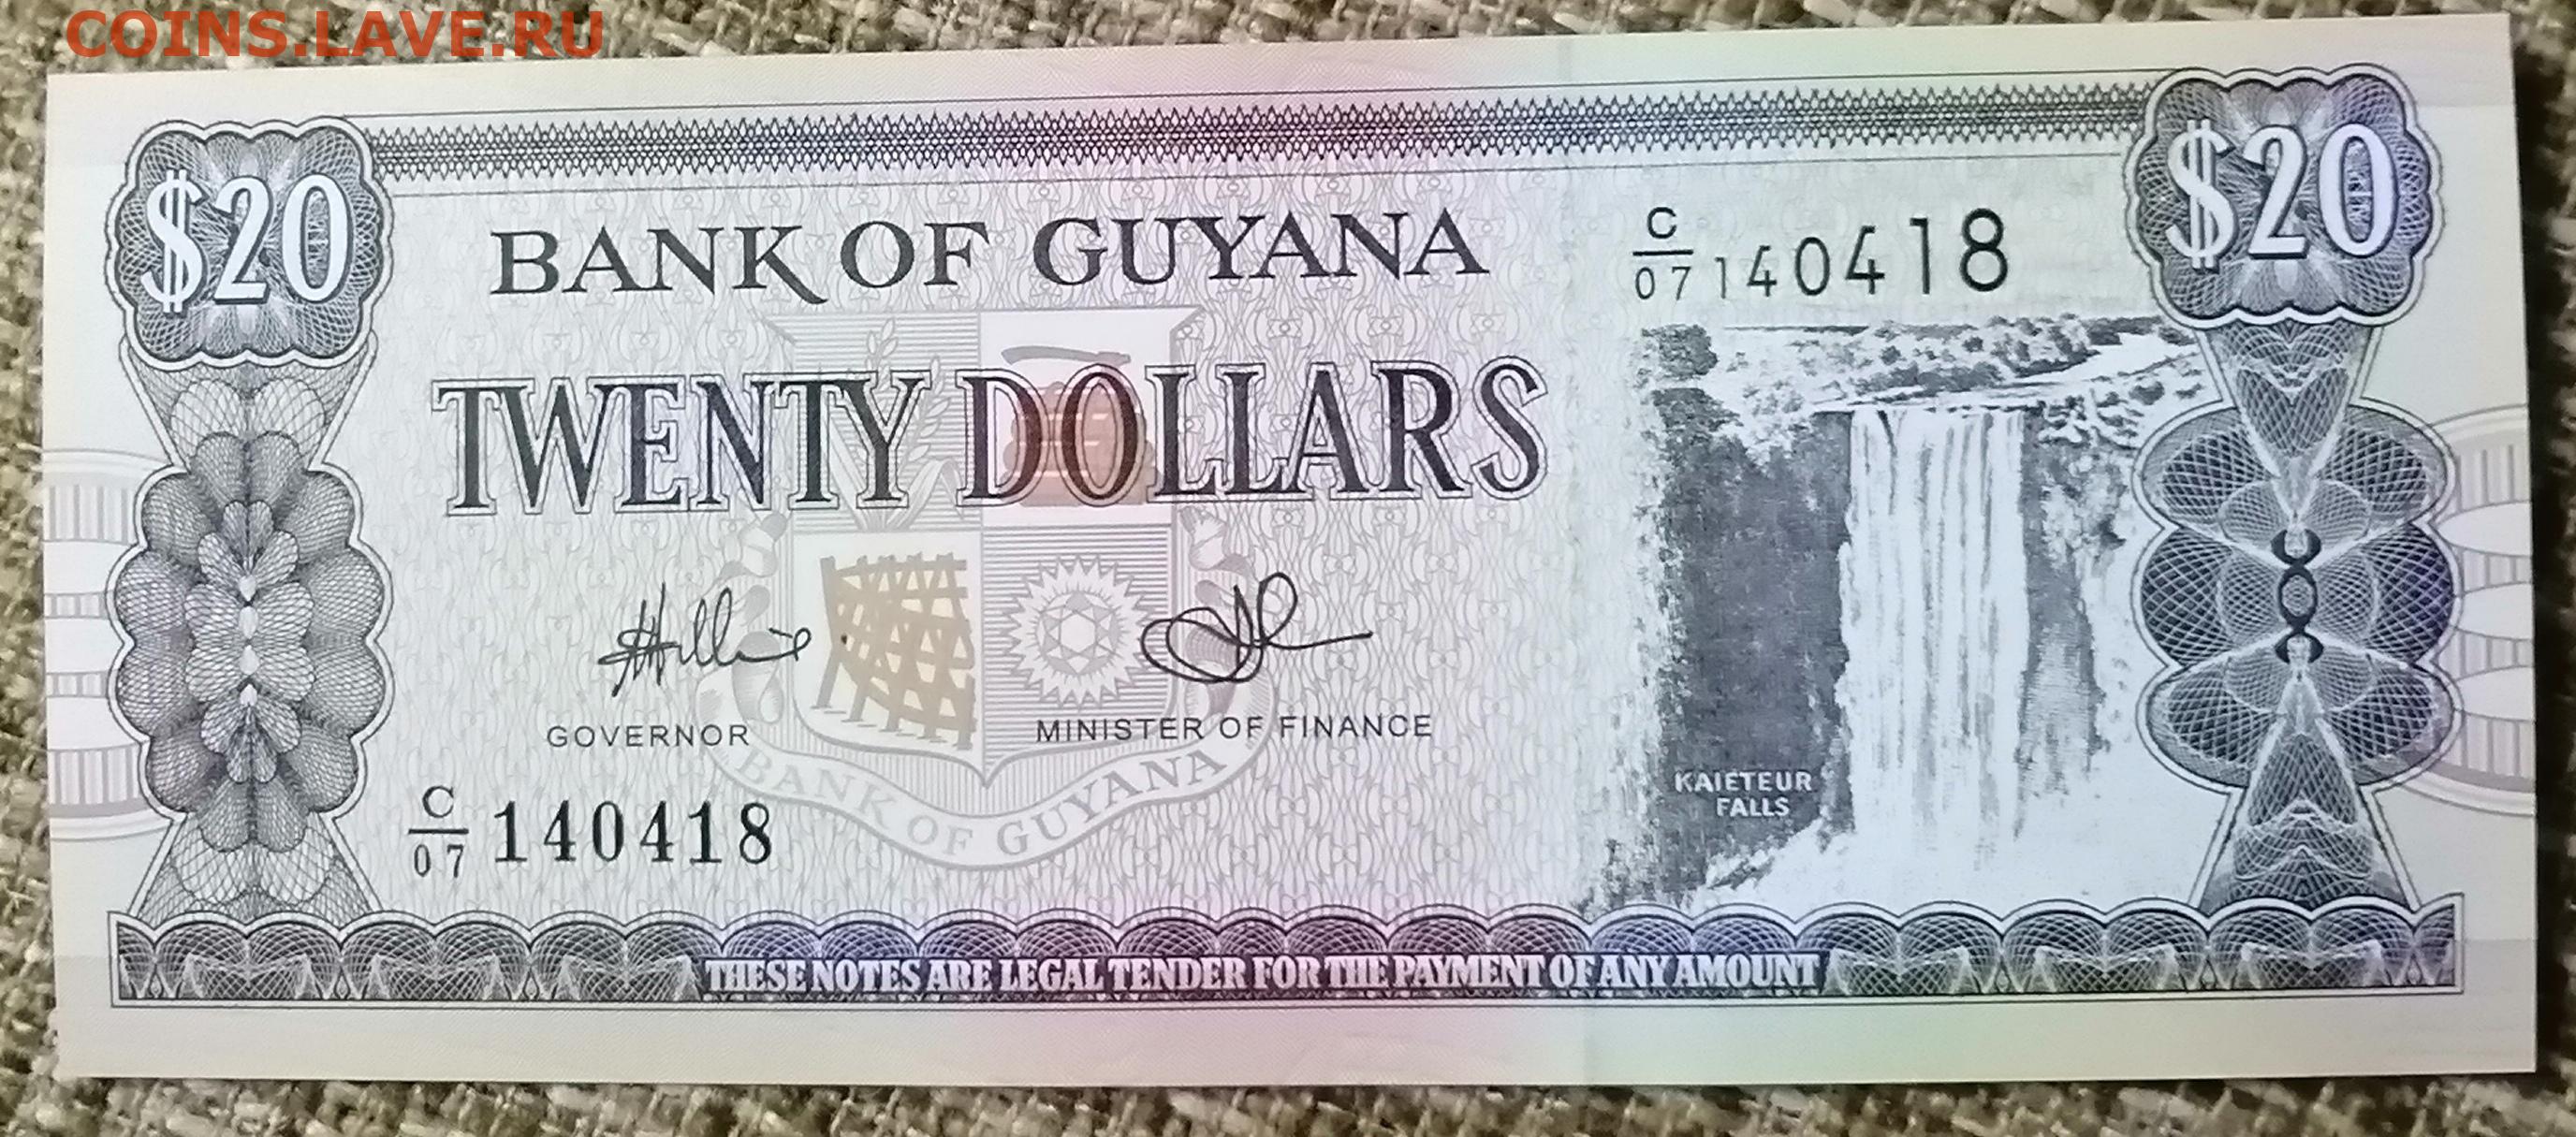 COINS.LAVE.RU
$20
$20
BANK OF GUYANA
C/07 140418
TWENTY DOLLARS
GOVERNOR
MINISTER OF FINANCE
KAIETEUR
FALLS
BANK OF GUYANA
C/07 140418
THESE NOTES ARE LEGAL TENDER FOR THE PAYMENT OF ANY AMOUNT